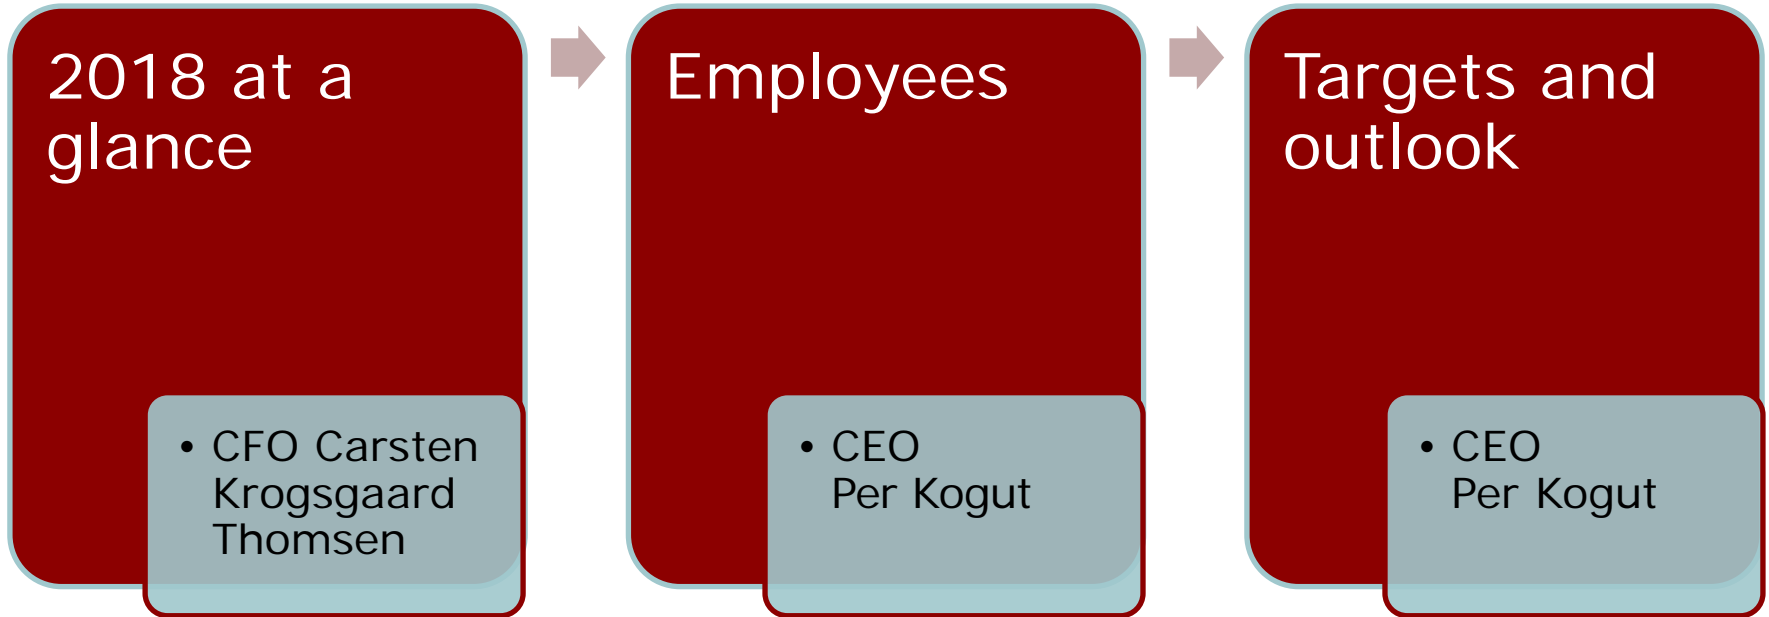 2018 at a
glance
• CFO Carsten
Krogsgaard
Thomsen
Employees
• CEO
Per Kogut
Targets and
outlook
• CEO
Per Kogut